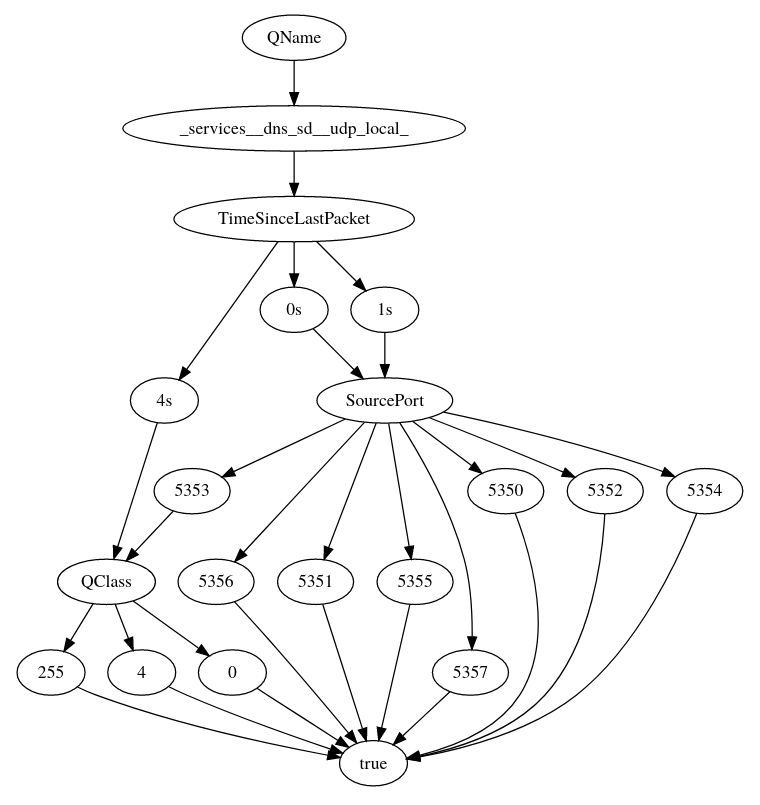 QName
_services__dns_sd__udp_local_
TimeSinceLastPacket
0s
1s
4s
SourcePort
5353
5350
5352
5354
QClass
5356
5351
5355
255
4
0
5357
true